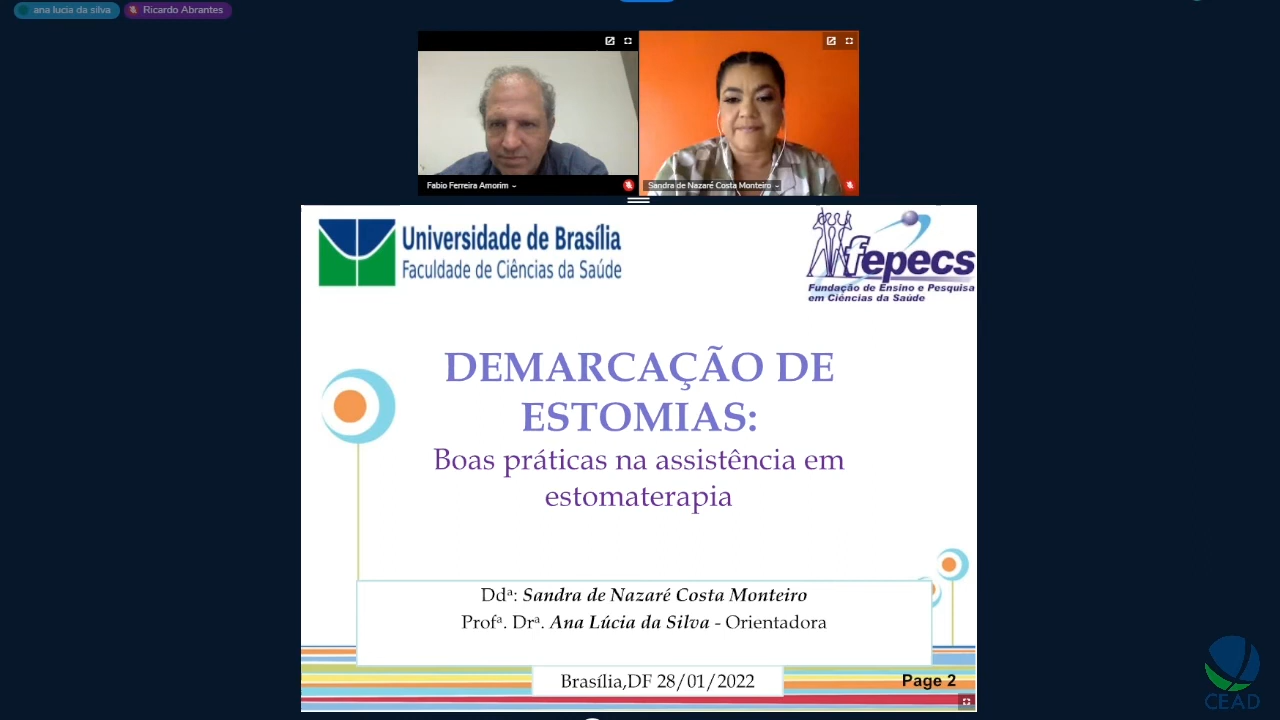 ana lucia da silva
Ricardo Abrantes
Fabio Ferreira Amorim
Sandra de Nazaré Costa Monteiro
Universidade de Brasília
Faculdade de Ciências da Saúde
fepecs
Fundação de Ensino e Pesquisa
em Ciências da Saúde
DEMARCAÇÃO DE
ESTOMIAS:
Boas práticas na assistência em
estomaterapia
Ddª: Sandra de Nazaré Costa Monteiro
Profª. Drª. Ana Lúcia da Silva - Orientadora
Brasília,DF 28/01/2022
Page 2
CEAD